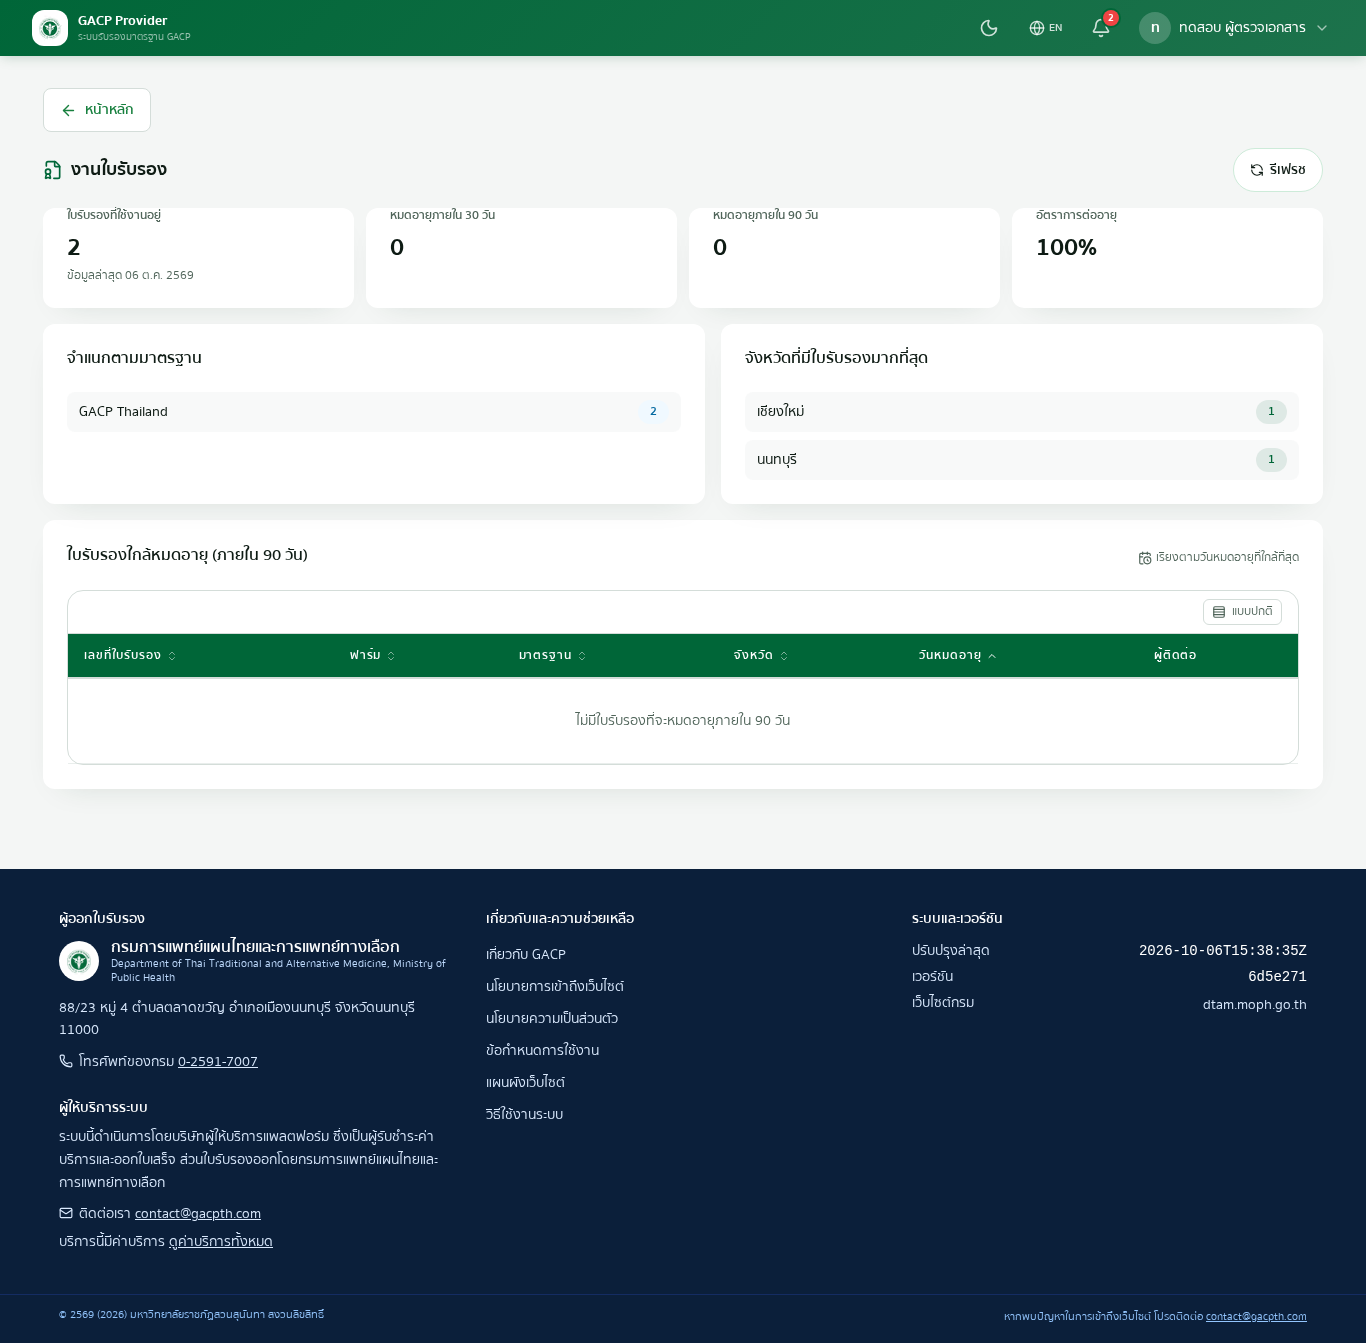 GACP Provider
ระบบรับรองมาตรฐาน GACP
EN
2
ท
ทดสอบ ผู้ตรวจเอกสาร
หน้าหลัก
งานใบรับรอง
รีเฟรช
ใบรับรองที่ใช้งานอยู่
2
ข้อมูลล่าสุด 06 ต.ค. 2569
หมดอายุภายใน 30 วัน
0
หมดอายุภายใน 90 วัน
0
อัตราการต่ออายุ
100%
จำแนกตามมาตรฐาน
GACP Thailand 2
จังหวัดที่มีใบรับรองมากที่สุด
เชียงใหม่ 1
นนทบุรี 1
ใบรับรองใกล้หมดอายุ (ภายใน 90 วัน)
เรียงตามวันหมดอายุที่ใกล้ที่สุด
แบบปกติ
เลขที่ใบรับรอง ฟาร์ม มาตรฐาน จังหวัด วันหมดอายุ ผู้ติดต่อ
ไม่มีใบรับรองที่จะหมดอายุภายใน 90 วัน
ผู้ออกใบรับรอง
กรมการแพทย์แผนไทยและการแพทย์ทางเลือก
Department of Thai Traditional and Alternative Medicine, Ministry of
Public Health
88/23 หมู่ 4 ตำบลตลาดขวัญ อำเภอเมืองนนทบุรี จังหวัดนนทบุรี
11000
โทรศัพท์ของกรม 0-2591-7007
ผู้ให้บริการระบบ
ระบบนี้ดำเนินการโดยบริษัทผู้ให้บริการแพลตฟอร์ม ซึ่งเป็นผู้รับชำระค่า
บริการและออกใบเสร็จ ส่วนใบรับรองออกโดยกรมการแพทย์แผนไทยและ
การแพทย์ทางเลือก
ติดต่อเรา contact@gacpth.com
บริการนี้มีค่าบริการ ดูค่าบริการทั้งหมด
เกี่ยวกับและความช่วยเหลือ
เกี่ยวกับ GACP
นโยบายการเข้าถึงเว็บไซต์
นโยบายความเป็นส่วนตัว
ข้อกำหนดการใช้งาน
แผนผังเว็บไซต์
วิธีใช้งานระบบ
ระบบและเวอร์ชัน
ปรับปรุงล่าสุด 2026-10-06T15:38:35Z
เวอร์ชัน 6d5e271
เว็บไซต์กรม dtam.moph.go.th
© 2569 (2026) มหาวิทยาลัยราชภัฏสวนสุนันทา สงวนลิขสิทธิ์
หากพบปัญหาในการเข้าถึงเว็บไซต์ โปรดติดต่อ contact@gacpth.com